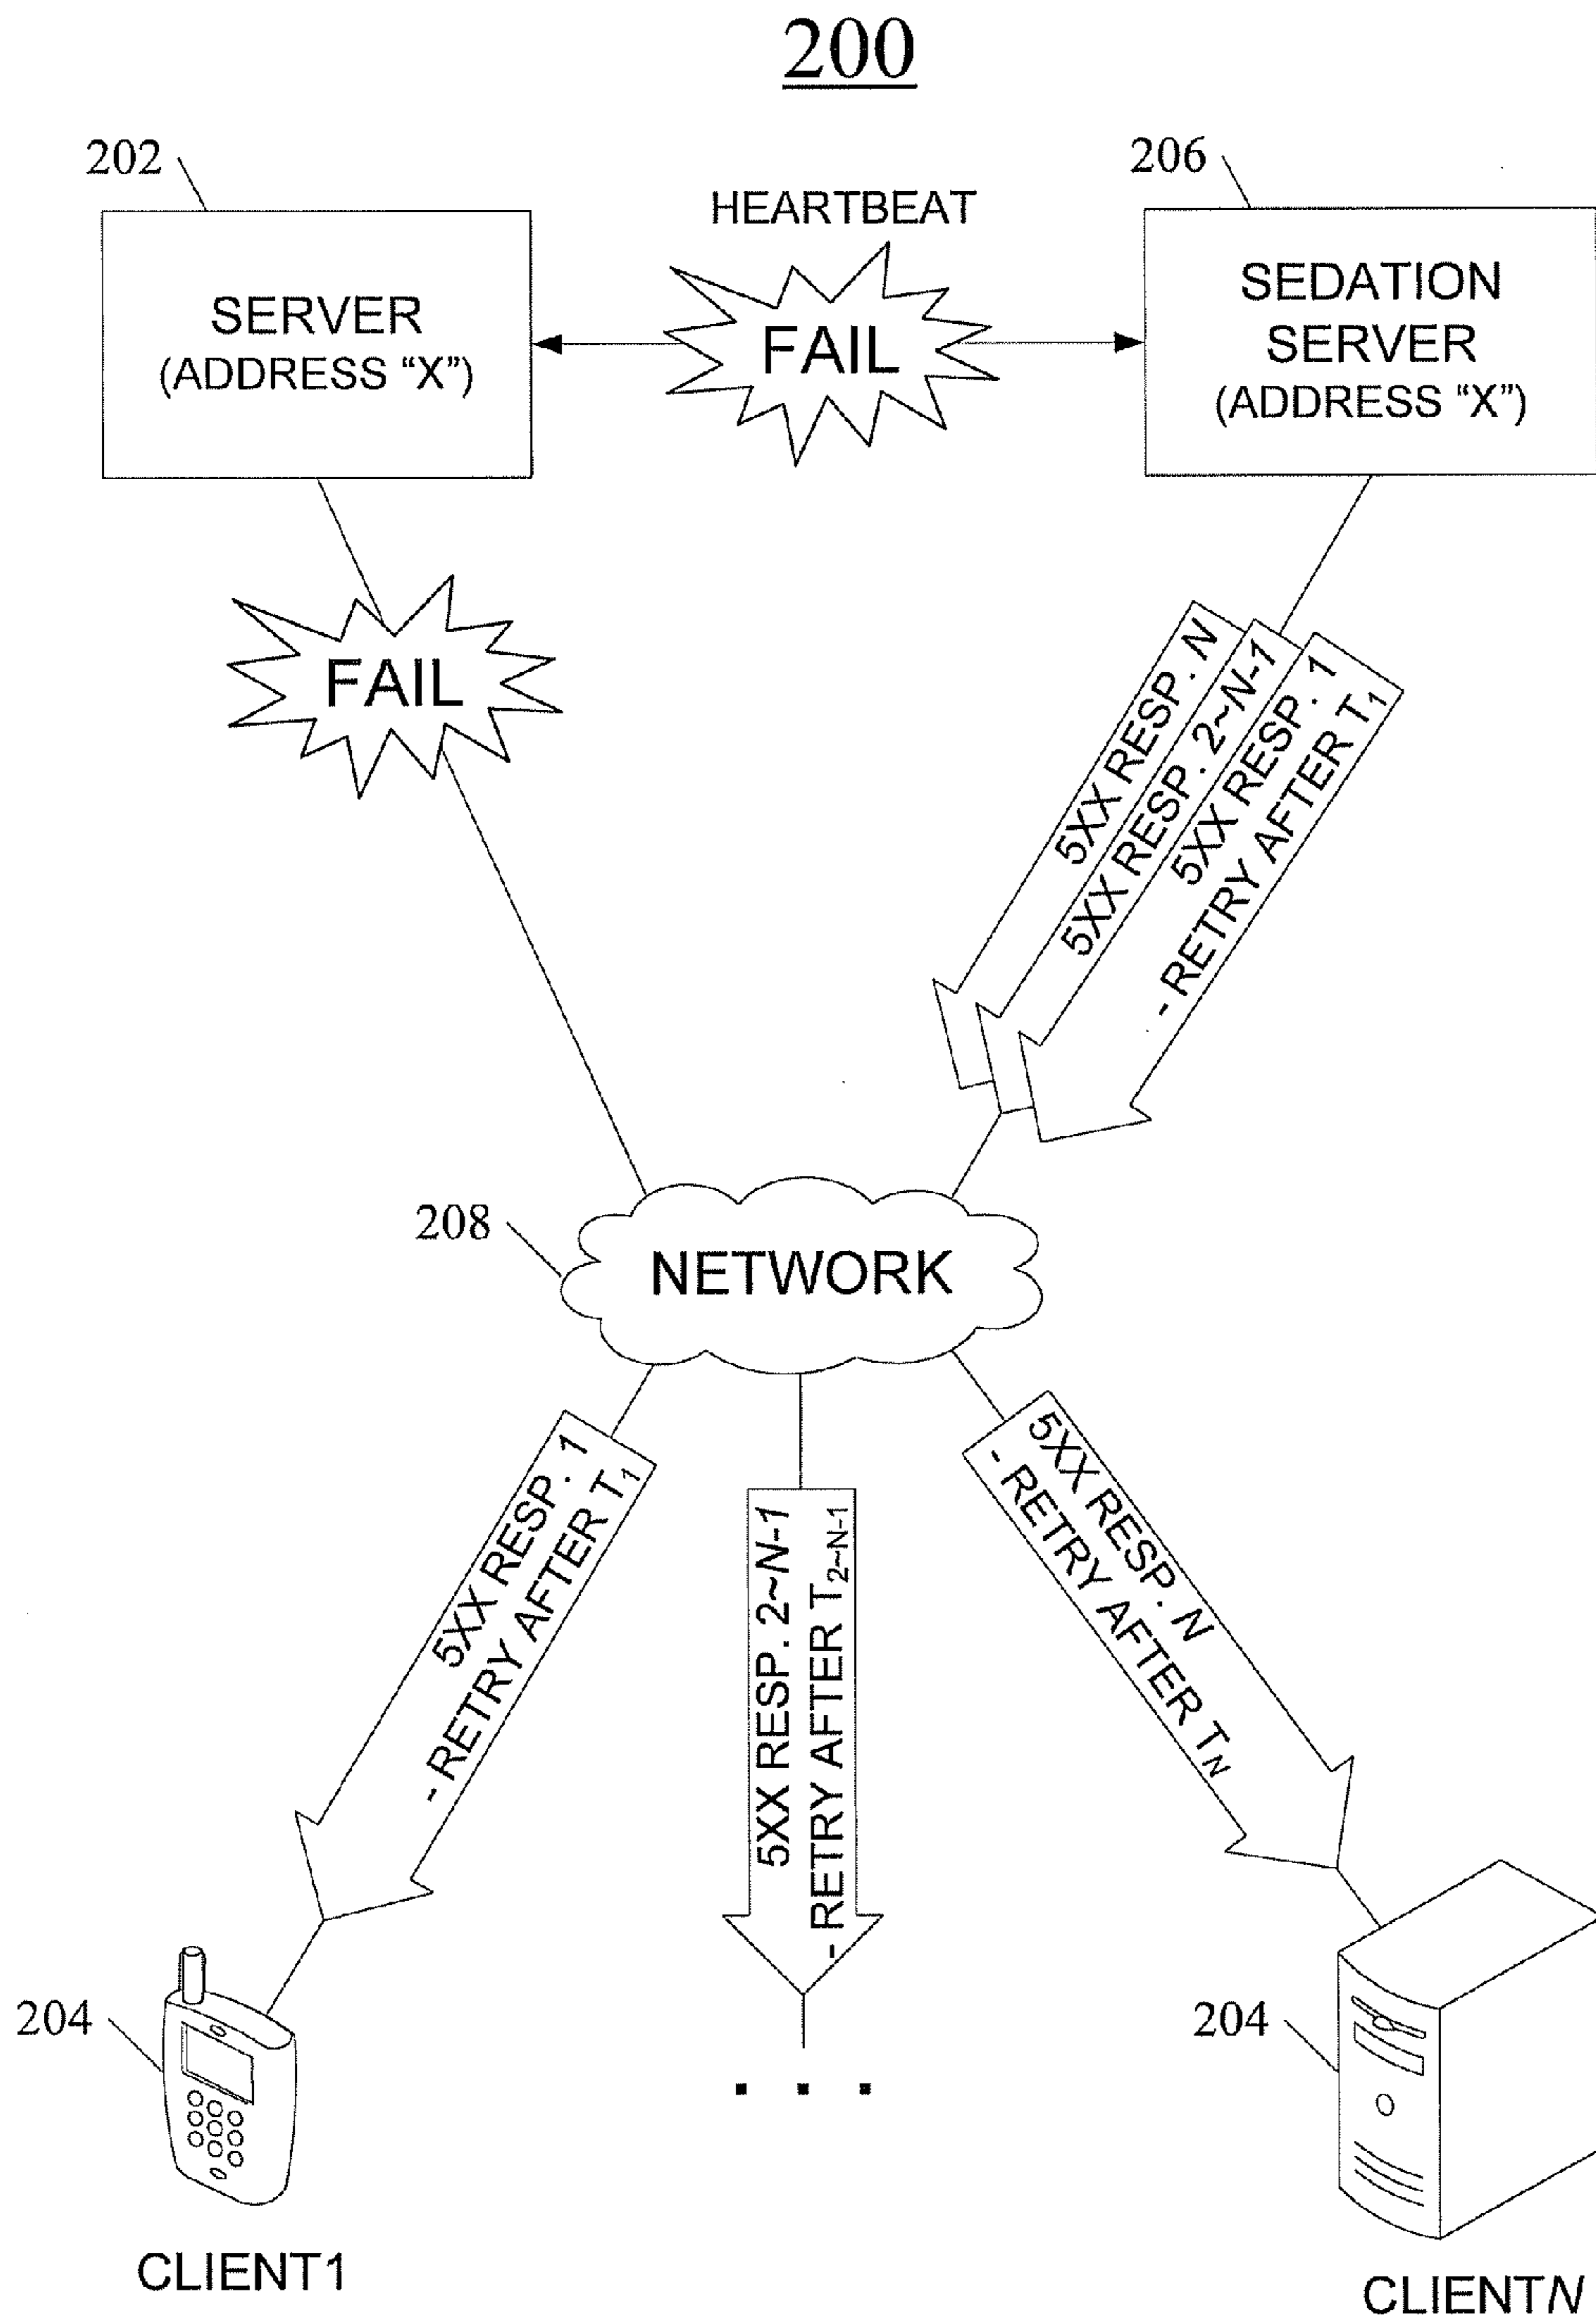 200
202
206
HEARTBEAT
SERVER
(ADDRESS “X”)
FAIL
SEDATION
SERVER
(ADDRESS “X”)
FAIL
5XX RESP. N
5XX RESP. 2~N-1
5XX RESP. 1
- RETRY AFTER T1
208
NETWORK
5XX RESP. 1
- RETRY AFTER T1
5XX RESP. 2~N-1
- RETRY AFTER T2~N-1
5XX RESP. N
- RETRY AFTER TN
204
204
. . .
CLIENT1
CLIENTN